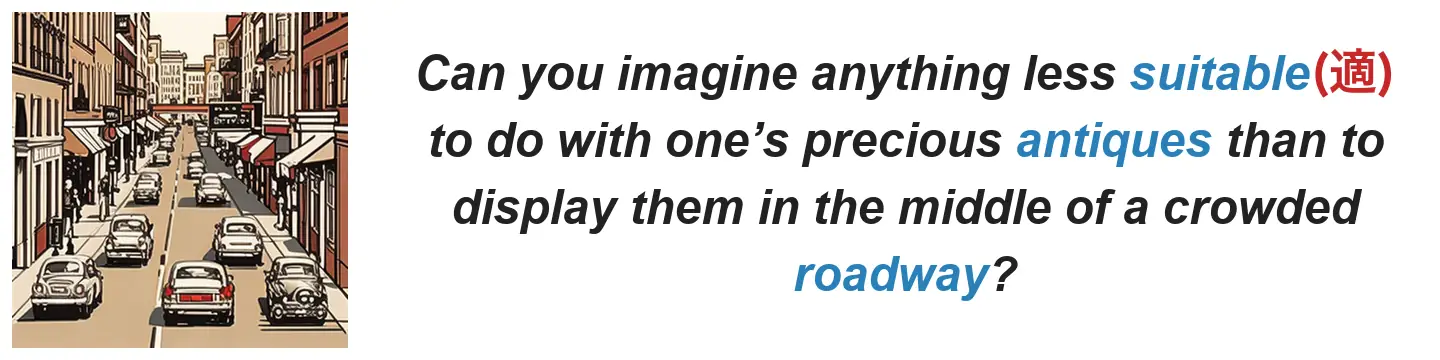 Can you imagine anything less suitable(適)
to do with one’s precious antiques than to
display them in the middle of a crowded
roadway?